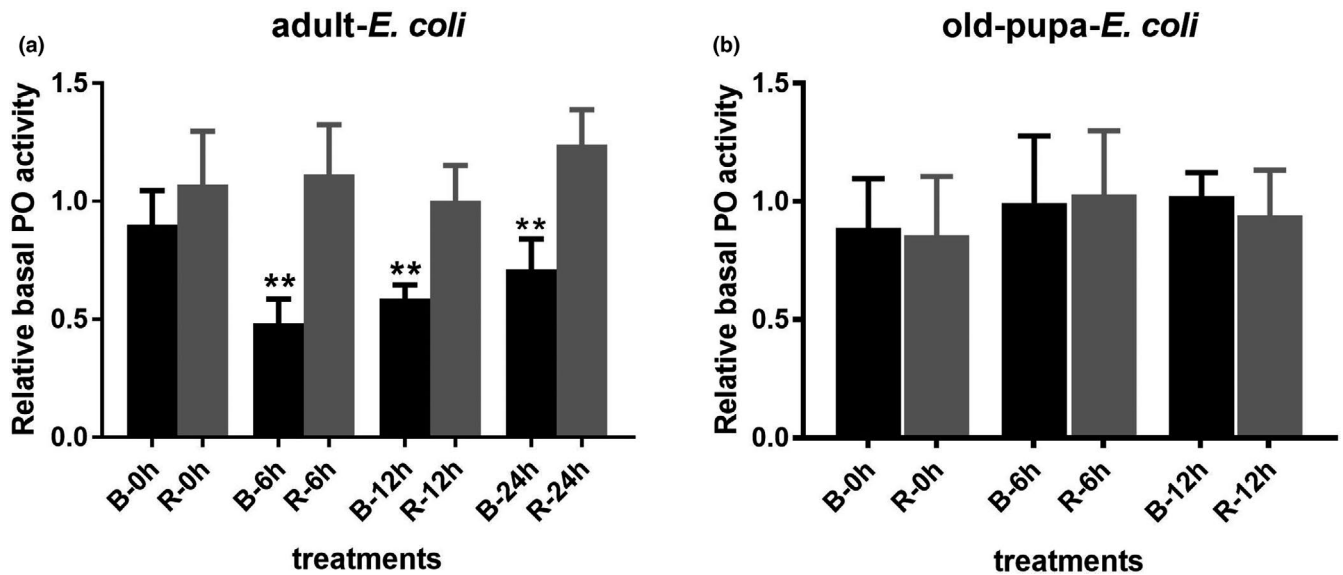 (a)
adult-E. coli
Relative basal PO activity
1.5
1.0
0.5
0.0
**
**
**
B-0h
R-0h
B-6h
R-6h
B-12h
R-12h
B-24h
R-24h
treatments
(b)
old-pupa-E. coli
Relative basal PO activity
1.5
1.0
0.5
0.0
B-0h
R-0h
B-6h
R-6h
B-12h
R-12h
treatments